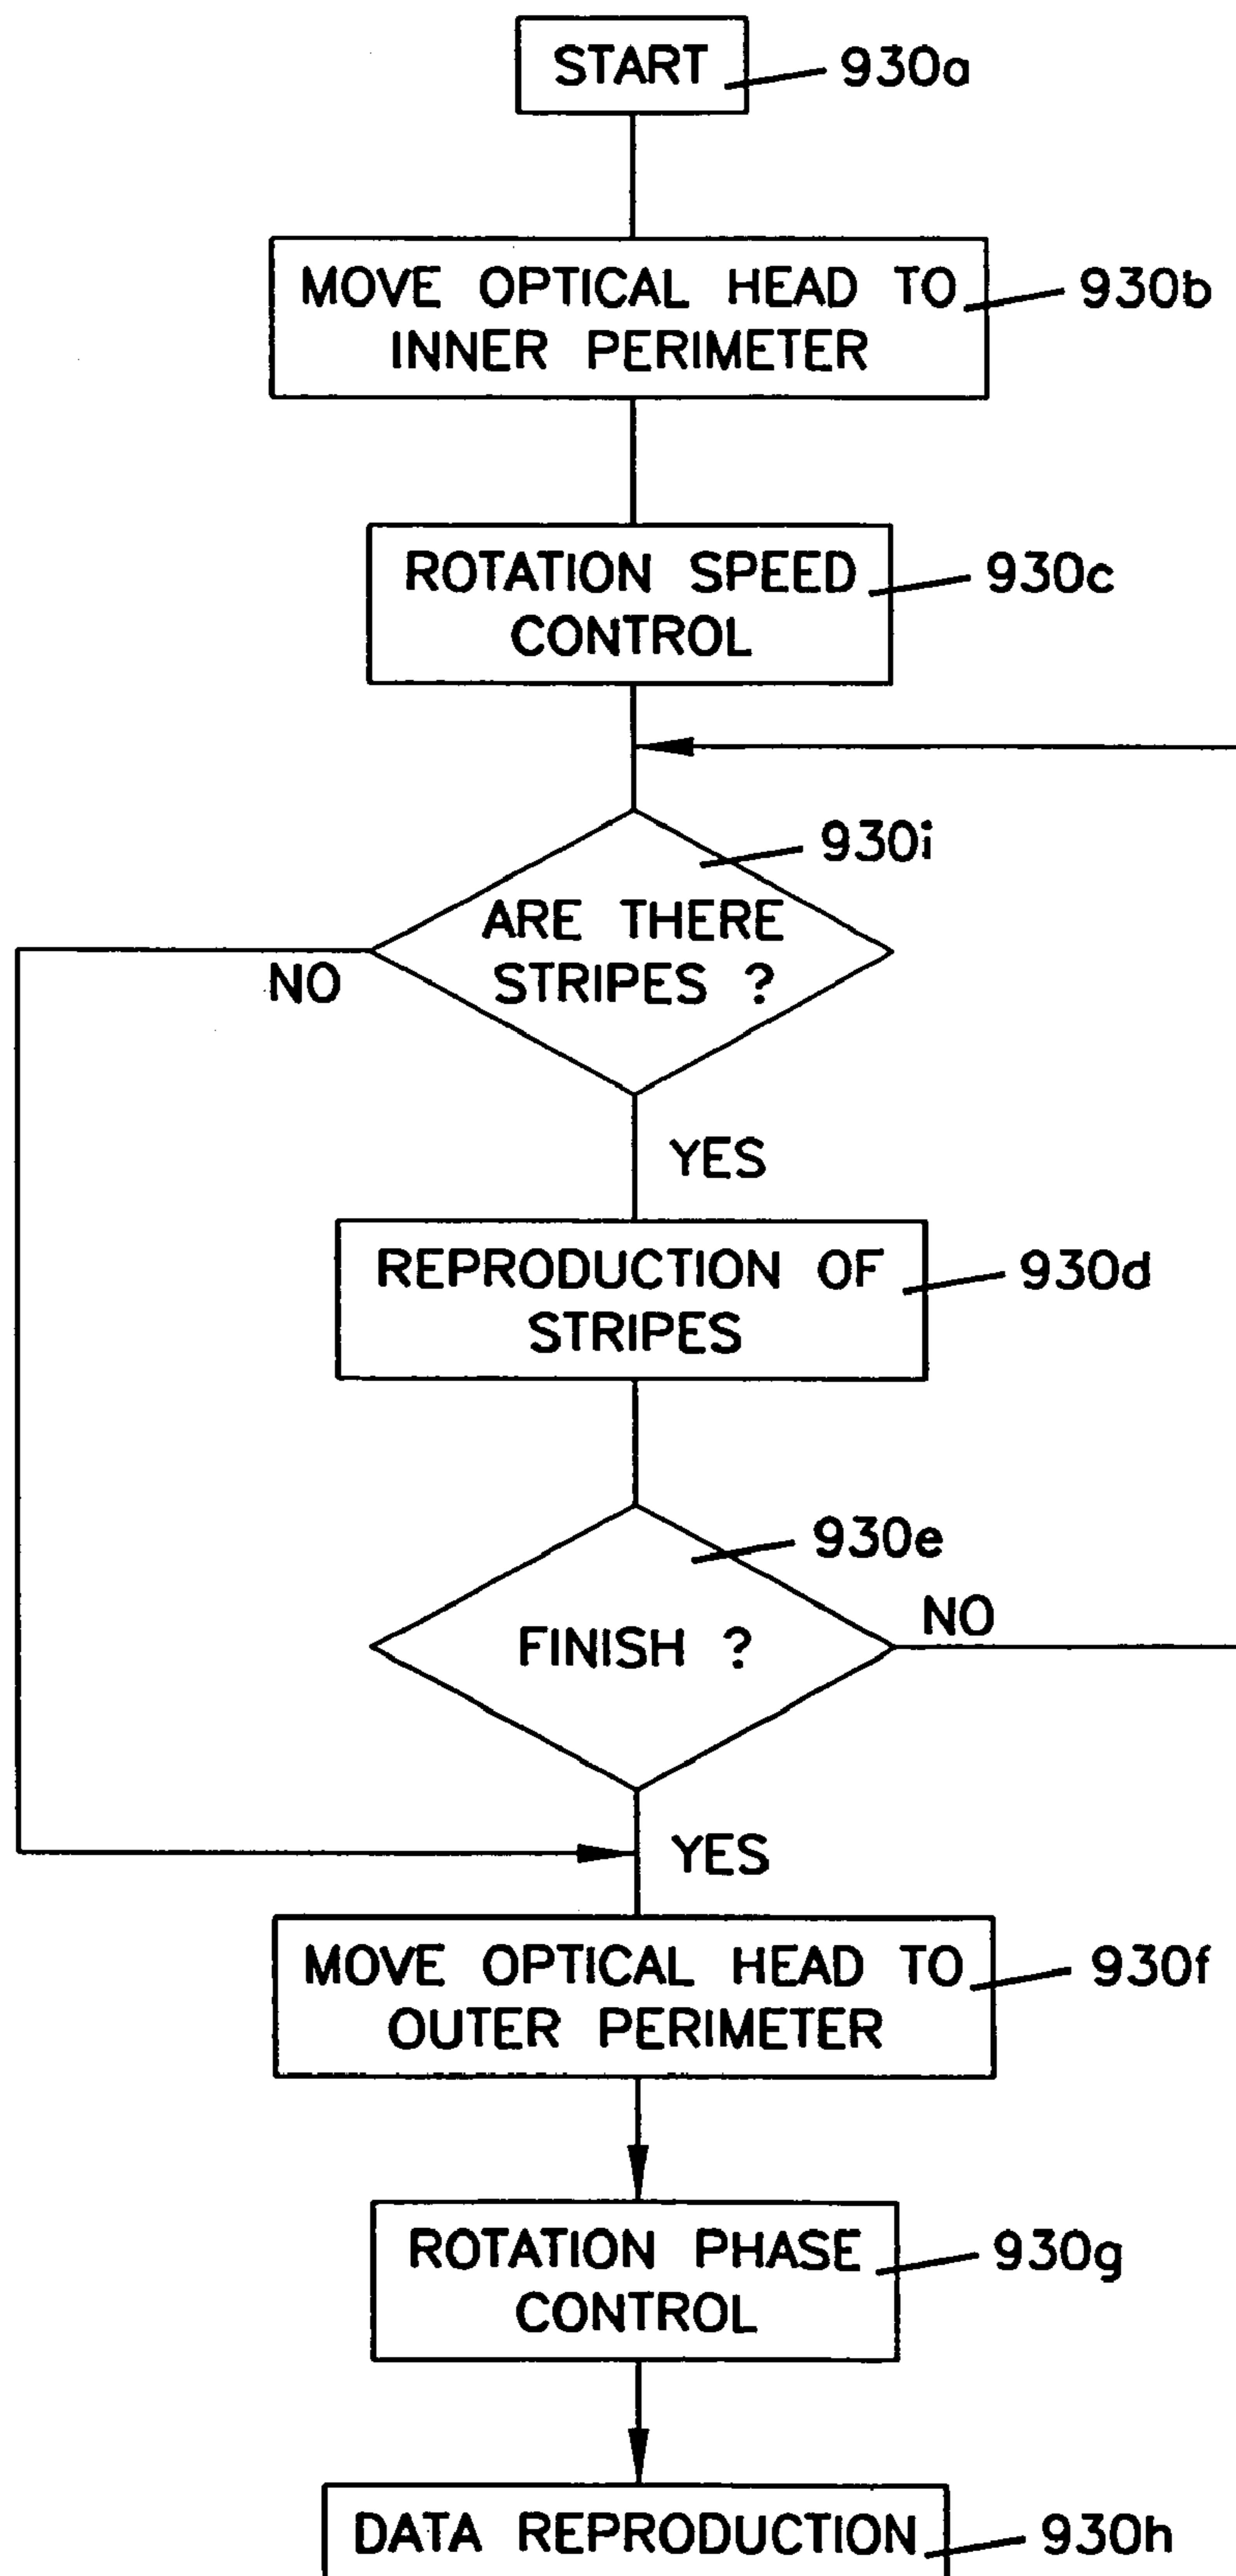 START
930a
MOVE OPTICAL HEAD TO
INNER PERIMETER
930b
ROTATION SPEED
CONTROL
930c
930i
ARE THERE
STRIPES ?
NO
YES
REPRODUCTION OF
STRIPES
930d
930e
FINISH ?
NO
YES
MOVE OPTICAL HEAD TO
OUTER PERIMETER
930f
ROTATION PHASE
CONTROL
930g
DATA REPRODUCTION
930h